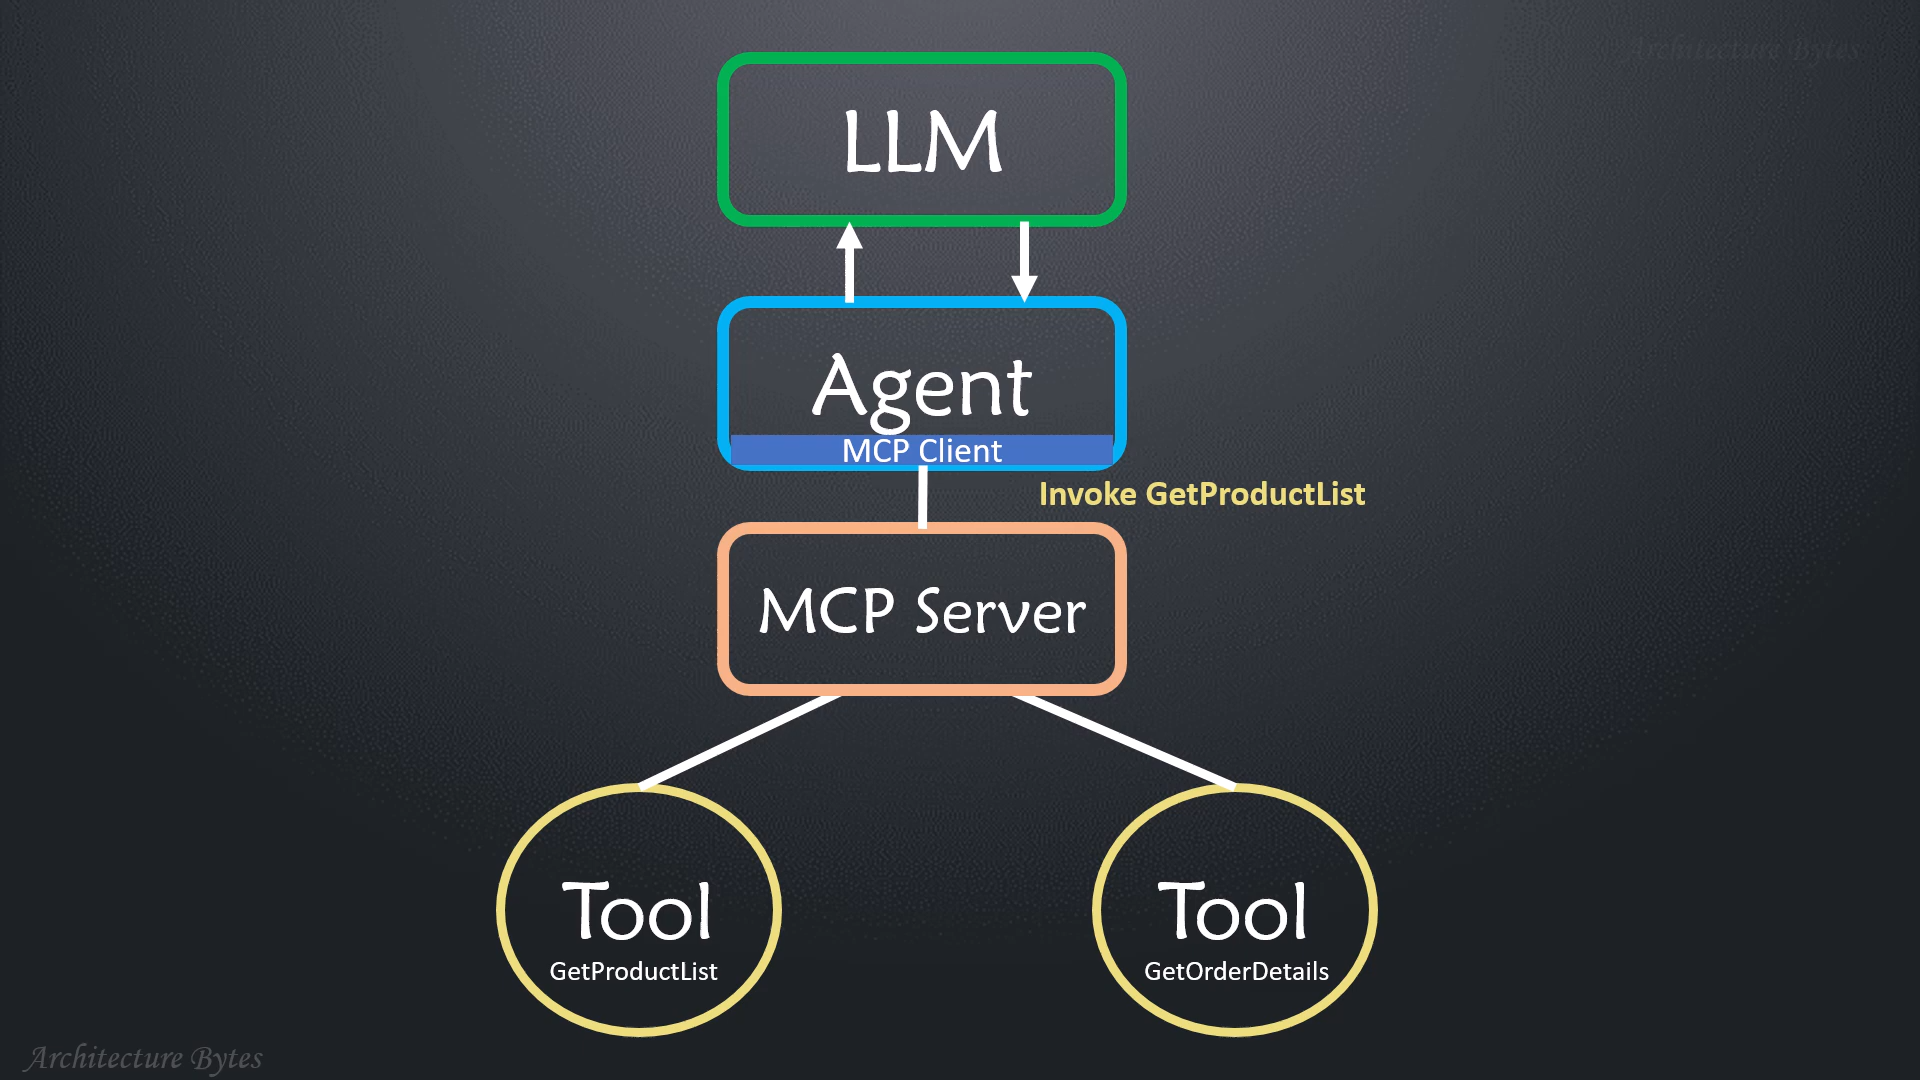 Architecture Bytes
LLM
Agent
MCP Client
Invoke GetProductList
MCP Server
Tool
GetProductList
Tool
GetOrderDetails
Architecture Bytes